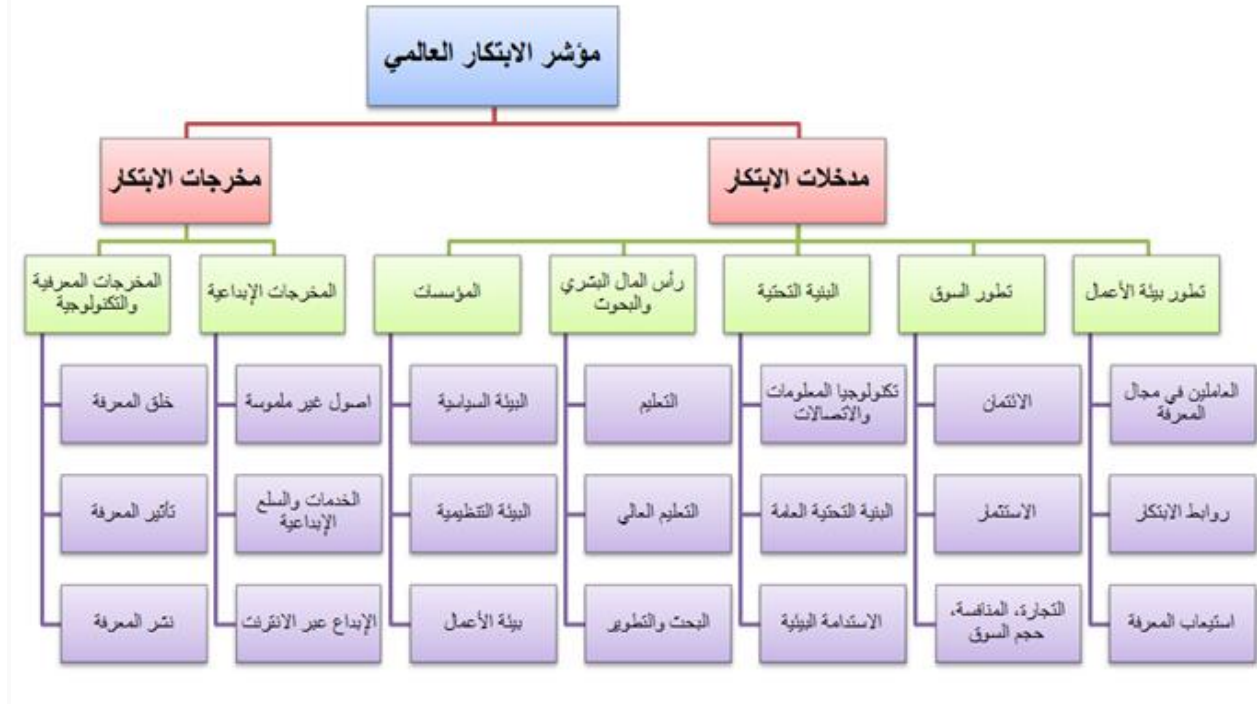 مؤشر الابتكار العالمي
مدخلات الابتكار
مخرجات الابتكار
تطور بيئة الأعمال
تطور السوق
البنية التحتية
رأس المال البشري
والبحوث
المؤسسات
المخرجات الإبداعية
المخرجات المعرفية
والتكنولوجية
العاملين في مجال
المعرفة
الائتمان
تكنولوجيا المعلومات
والاتصالات
التعليم
البيئة السياسية
اصول غير ملموسة
خلق المعرفة
روابط الابتكار
الاستثمار
البنية التحتية العامة
التعليم العالي
البيئة التنظيمية
الخدمات والسلع
الإبداعية
تأثير المعرفة
استيعاب المعرفة
التجارة، المنافسة،
حجم السوق
الاستدامة البيئية
البحث والتطوير
بيئة الأعمال
الإبداع عبر الانترنت
نشر المعرفة